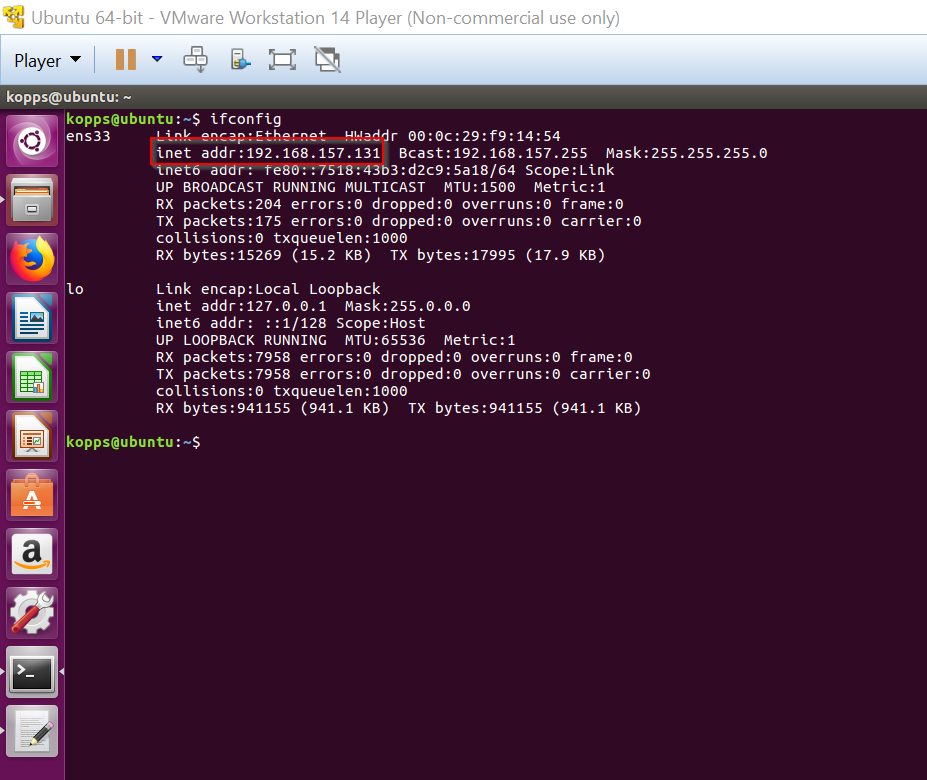 Ubuntu 64-bit - VMware Workstation 14 Player (Non-commercial use only)
Player
kopps@ubuntu: ~
kopps@ubuntu:~$ ifconfig
ens33     Link encap:Ethernet  HWaddr 00:0c:29:f9:14:54
          inet addr:192.168.157.131  Bcast:192.168.157.255  Mask:255.255.255.0
          inet6 addr: fe80::7518:43b3:d2c9:5a18/64 Scope:Link
          UP BROADCAST RUNNING MULTICAST  MTU:1500  Metric:1
          RX packets:204 errors:0 dropped:0 overruns:0 frame:0
          TX packets:175 errors:0 dropped:0 overruns:0 carrier:0
          collisions:0 txqueuelen:1000
          RX bytes:15269 (15.2 KB)  TX bytes:17995 (17.9 KB)
lo        Link encap:Local Loopback
          inet addr:127.0.0.1  Mask:255.0.0.0
          inet6 addr: ::1/128 Scope:Host
          UP LOOPBACK RUNNING  MTU:65536  Metric:1
          RX packets:7958 errors:0 dropped:0 overruns:0 frame:0
          TX packets:7958 errors:0 dropped:0 overruns:0 carrier:0
          collisions:0 txqueuelen:1000
          RX bytes:941155 (941.1 KB)  TX bytes:941155 (941.1 KB)
kopps@ubuntu:~$